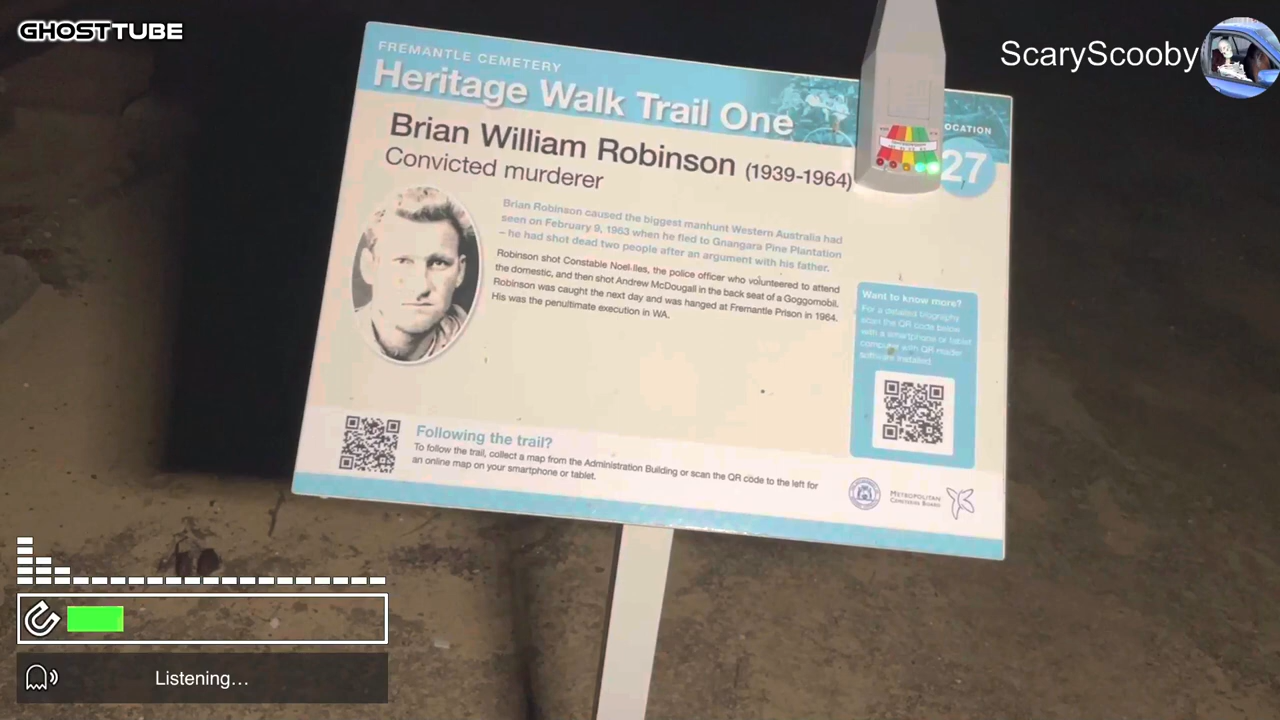 GHOSTTUBE
ScaryScooby
FREMANTLE CEMETERY
Heritage Walk Trail One
OCATION
27
Brian William Robinson (1939-1964)
Convicted murderer
Brian Robinson caused the biggest manhunt Western Australia had
seen on February 9, 1963 when he fled to Gnangara Pine Plantation
– he had shot dead two people after an argument with his father.
Robinson shot Constable Noel Iles, the police officer who volunteered to attend
the domestic, and then shot Andrew McDougall in the back seat of a Goggomobil.
Robinson was caught the next day and was hanged at Fremantle Prison in 1964.
His was the penultimate execution in WA.
Want to know more?
For a detailed biography
scan the QR code below
with a smartphone or tablet
computer with QR reader
software installed.
Following the trail?
To follow the trail, collect a map from the Administration Building or scan the QR code to the left for
an online map on your smartphone or tablet.
METROPOLITAN
CEMETERIES BOARD
Listening...